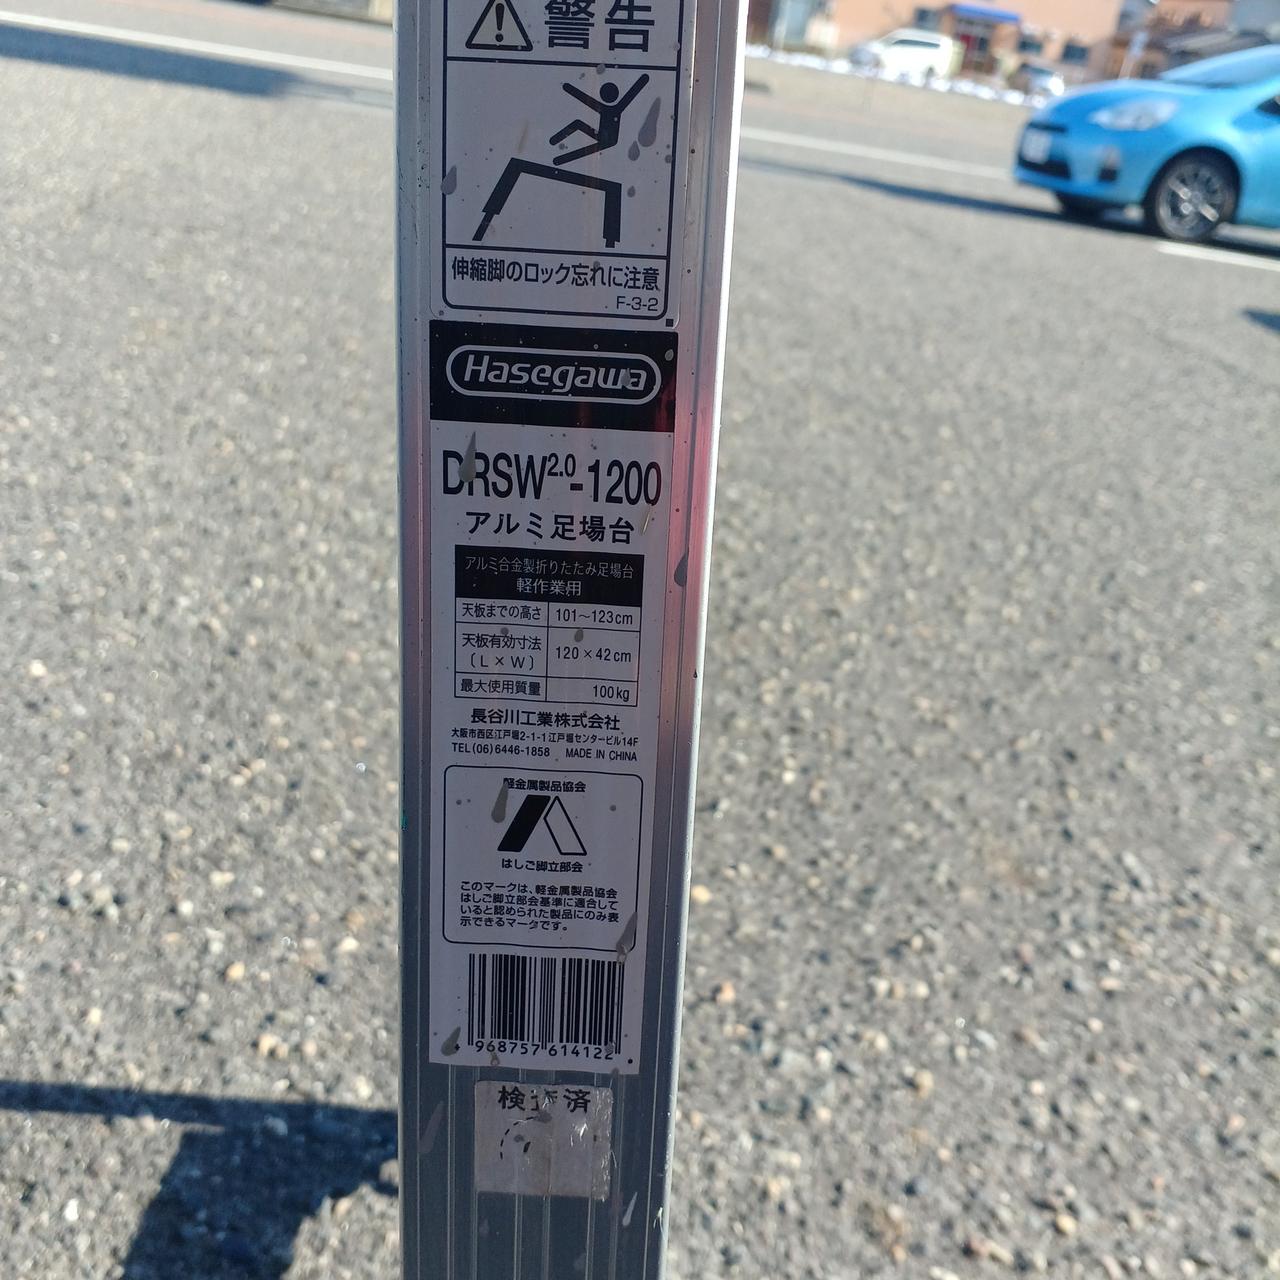 警告
伸縮脚のロック忘れに注意
F-3-2
Hasegawa
DRSW2.0-1200
アルミ足場台
アルミ合金製折りたたみ足場台
軽作業用
天板までの高さ 101～123cm
天板有効寸法 120×42cm
〔L×W〕
最大使用質量 100kg
長谷川工業株式会社
大阪市西区江戸堀2-1-1江戸堀センタービル14F
TEL(06)6446-1858 MADE IN CHINA
軽金属製品協会
はしご脚立部会
このマークは、軽金属製品協会
はしご脚立部会基準に適合して
いると認められた製品にのみ表
示できるマークです。
968757 614122
検査済